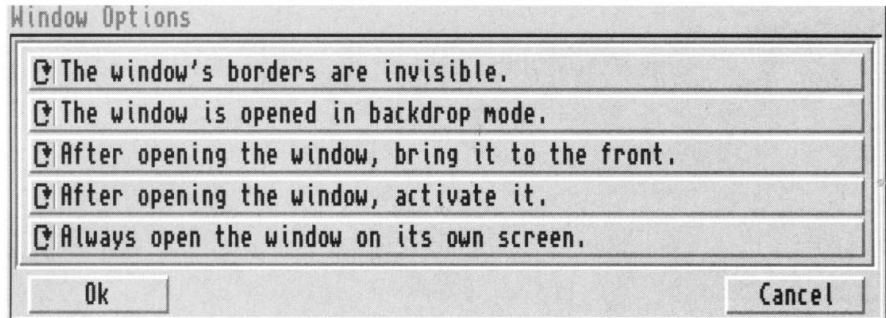 Window Options
The window's borders are invisible.
The window is opened in backdrop mode.
After opening the window, bring it to the front.
After opening the window, activate it.
Always open the window on its own screen.
Ok
Cancel